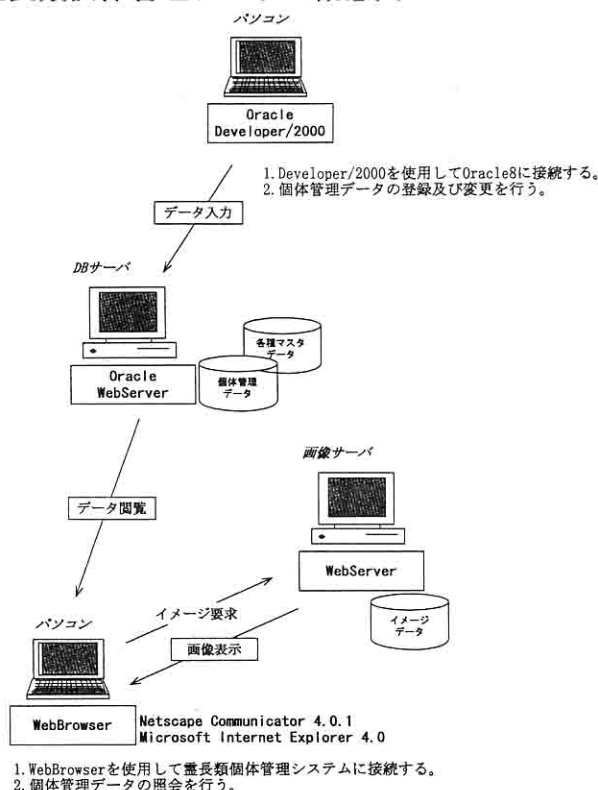 パソコン
Oracle
Developer/2000
1.Developer/2000を使用してOracle8に接続する。
2.個体管理データの登録及び変更を行う。
データ入力
DBサーバ
各種マスタ
データ
Oracle
WebServer
個体管理
データ
画像サーバ
データ閲覧
WebServer
イメージ要求
イメージ
データ
パソコン
画像表示
WebBrowser
Netscape Communicator 4.0.1
Microsoft Internet Explorer 4.0
1.WebBrowserを使用して霊長類個体管理システムに接続する。
2.個体管理データの照会を行う。